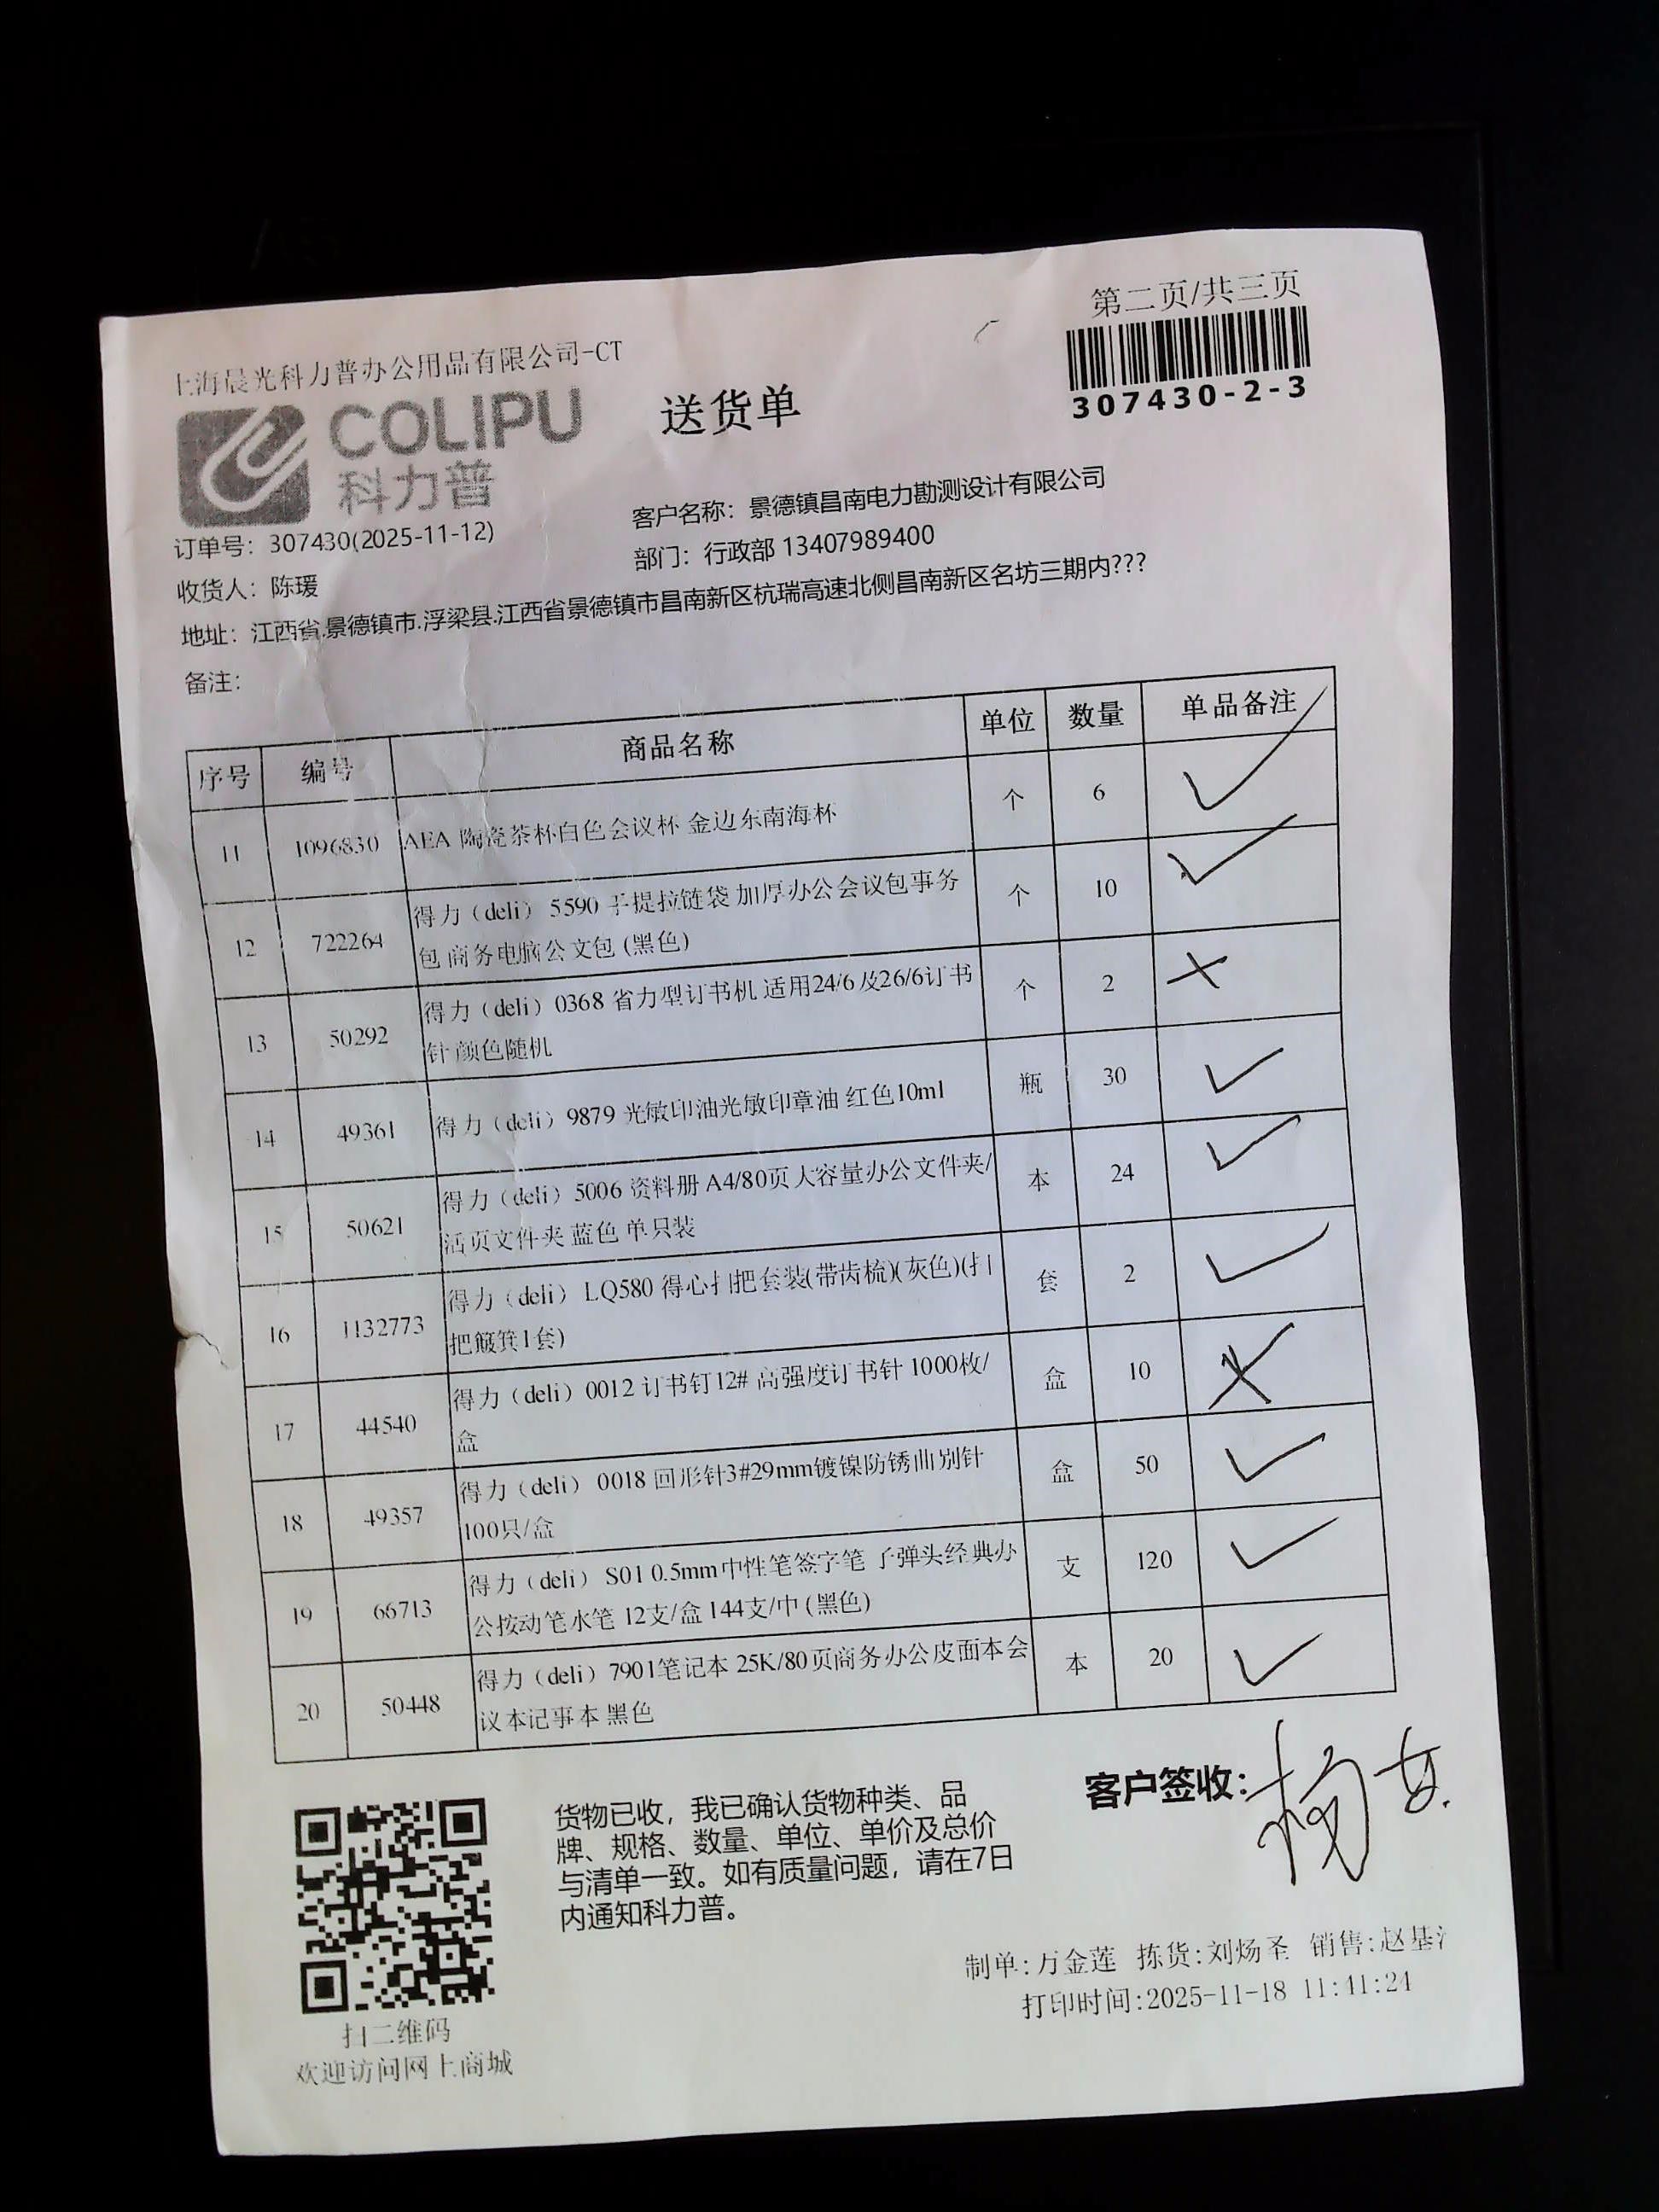 第二页/共三页
上海晨光科力普办公用品有限公司-CT
COLIPU
科力普
送货单
307430-2-3
订单号：307430(2025-11-12)
客户名称：景德镇昌南电力勘测设计有限公司
收货人：陈瑗
部门：行政部 13407989400
地址：江西省.景德镇市.浮梁县.江西省景德镇市昌南新区杭瑞高速北侧昌南新区名坊三期内???
备注：
序号 编号 商品名称 单位 数量 单品备注
11 1096830 AEA 陶瓷茶杯白色会议杯 金边东南海杯 个 6 ✓
12 722264 得力（deli） 5590 手提拉链袋 加厚办公会议包事务 个 10 ✓
包 商务电脑公文包 (黑色)
13 50292 得力（deli）0368 省力型订书机 适用24/6及26/6订书 个 2 ×
针 颜色随机
14 49361 得力（deli）9879 光敏印油光敏印章油 红色10ml 瓶 30 ✓
15 50621 得力（deli）5006 资料册 A4/80页大容量办公文件夹/ 本 24 ✓
活页文件夹 蓝色 单只装
16 1132773 得力（deli） LQ580 得心扫把套装(带齿梳)(灰色)(扫 套 2 ✓
把簸箕1套)
17 44540 得力（deli）0012 订书钉12# 高强度订书针 1000枚/ 盒 10 ×
盒
18 49357 得力（deli） 0018 回形针3#29mm镀镍防锈曲别针 盒 50 ✓
100只/盒
19 66713 得力（deli） S01 0.5mm中性笔签字笔 子弹头经典办 支 120 ✓
公按动笔水笔 12支/盒 144支/中 (黑色)
20 50448 得力（deli）7901笔记本 25K/80页商务办公皮面本会 本 20 ✓
议本记事本 黑色
货物已收，我已确认货物种类、品
牌、规格、数量、单位、单价及总价
与清单一致。如有质量问题，请在7日
内通知科力普。
客户签收：
扫二维码
欢迎访问网上商城
制单:万金莲 拣货:刘炀圣 销售:赵基
打印时间:2025-11-18 11:41:24